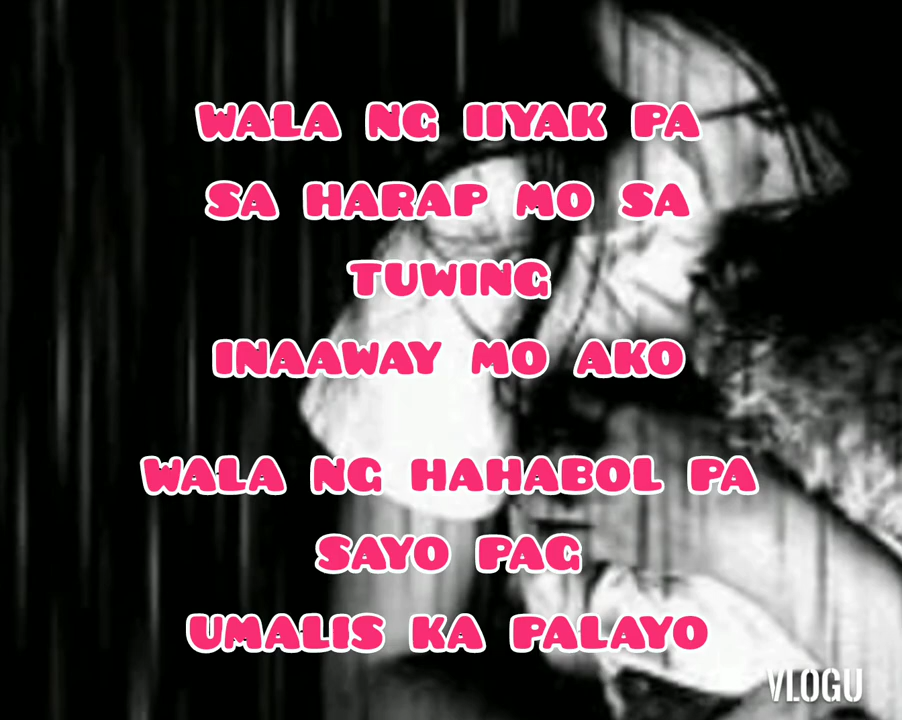 WALA NG IIYAK PA
SA HARAP MO SA
TUWING
INAAWAY MO AKO
WALA NG HAHABOL PA
SAYO PAG
UMALIS KA PALAYO
VLOGU